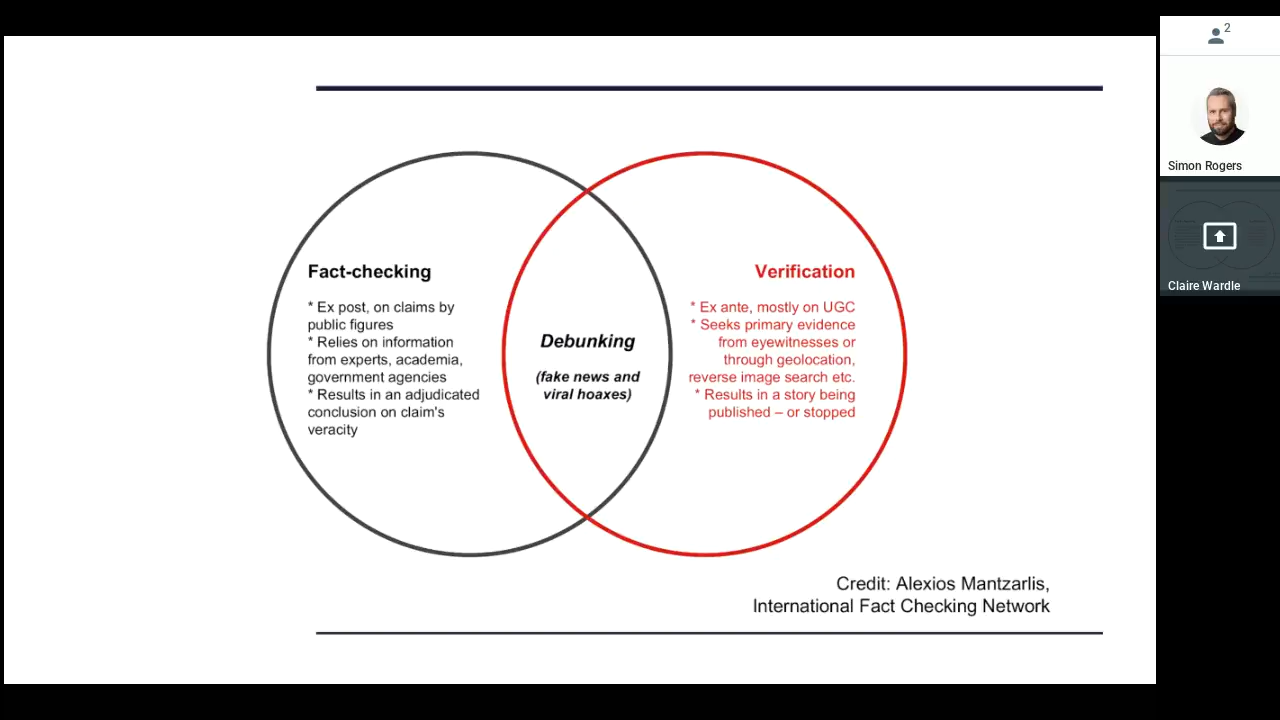 Fact-checking
* Ex post, on claims by
public figures
* Relies on information
from experts, academia,
government agencies
* Results in an adjudicated
conclusion on claim's
veracity
Debunking
(fake news and
viral hoaxes)
Verification
* Ex ante, mostly on UGC
* Seeks primary evidence
from eyewitnesses or
through geolocation,
reverse image search etc.
* Results in a story being
published – or stopped
Credit: Alexios Mantzarlis,
International Fact Checking Network
2
Simon Rogers
Claire Wardle